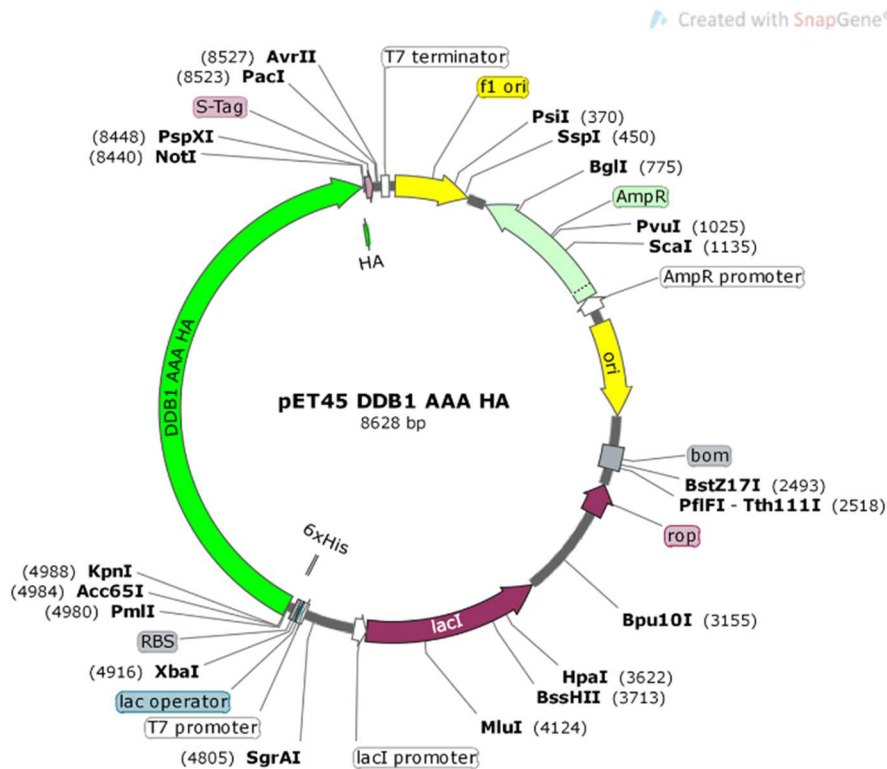 Created with SnapGene®
(8527) AvrII
(8523) PacI
S-Tag
(8448) PspXI
(8440) NotI
T7 terminator
f1 ori
PsiI (370)
SspI (450)
BglI (775)
AmpR
PvuI (1025)
ScaI (1135)
AmpR promoter
HA
ori
DDB1 AAA HA
pET45 DDB1 AAA HA
8628 bp
bom
BstZ17I (2493)
PflFI - Tth111I (2518)
rop
6xHis
(4988) KpnI
(4984) Acc65I
(4980) PmlI
RBS
(4916) XbaI
lac operator
T7 promoter
(4805) SgrAI
lacI promoter
lacI
Bpu10I (3155)
HpaI (3622)
BssHII (3713)
MluI (4124)